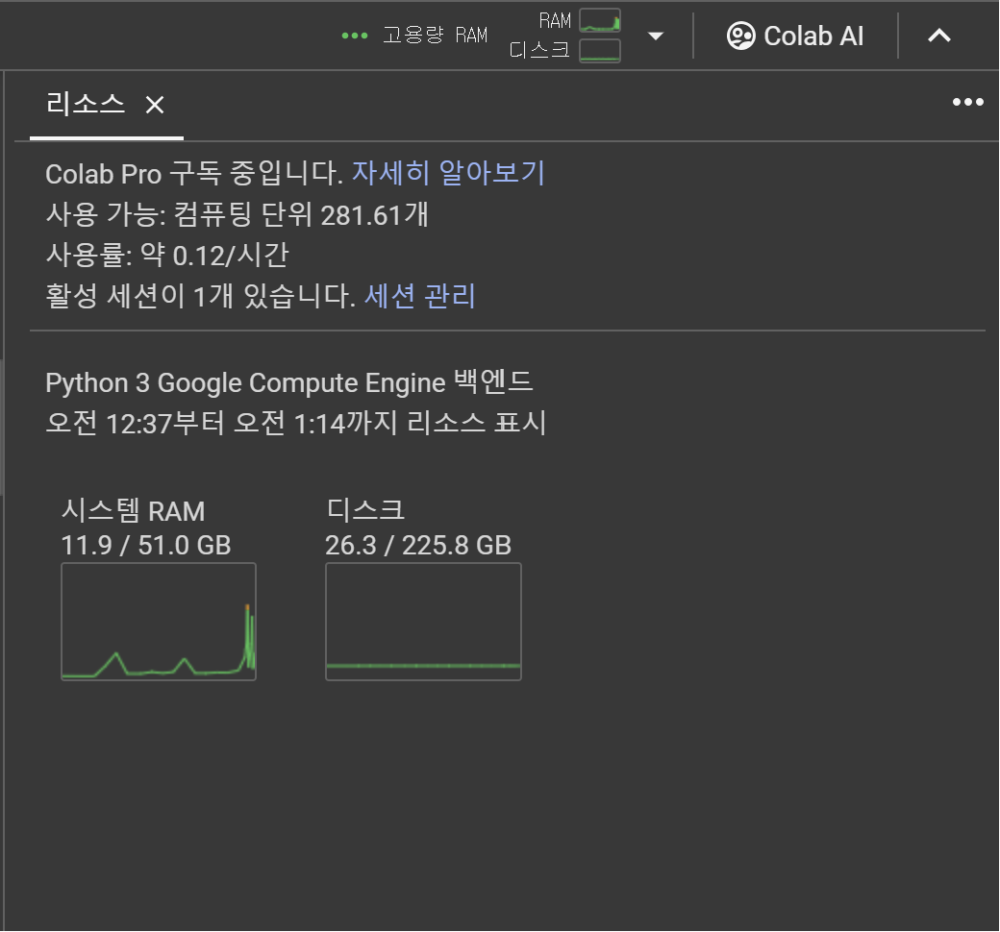 ••• 고용량 RAM
RAM
디스크
Colab AI
리소스
Colab Pro 구독 중입니다. 자세히 알아보기
사용 가능: 컴퓨팅 단위 281.61개
사용률: 약 0.12/시간
활성 세션이 1개 있습니다. 세션 관리
Python 3 Google Compute Engine 백엔드
오전 12:37부터 오전 1:14까지 리소스 표시
시스템 RAM
11.9 / 51.0 GB
디스크
26.3 / 225.8 GB